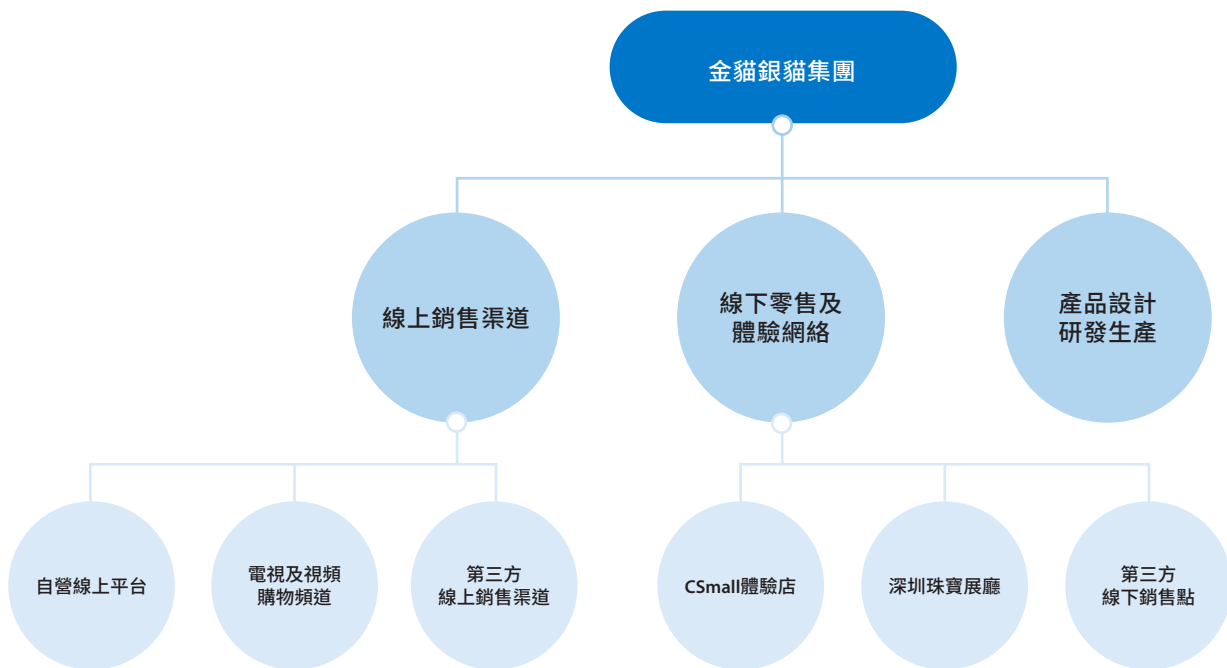 金貓銀貓集團
線上銷售渠道
線下零售及
體驗網絡
產品設計
研發生產
自營線上平台
電視及視頻
購物頻道
第三方
線上銷售渠道
CSmall體驗店
深圳珠寶展廳
第三方
線下銷售點